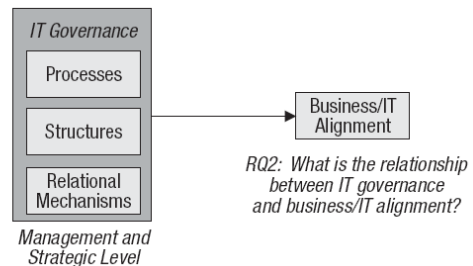 IT Governance
Processes
Structures
Relational
Mechanisms
Management and
Strategic Level
Business/IT
Alignment
RQ2: What is the relationship
between IT governance
and business/IT alignment?